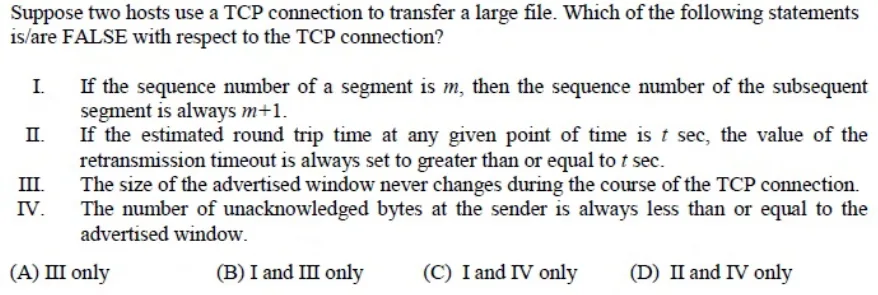 Suppose two hosts use a TCP connection to transfer a large file. Which of the following statements
is/are FALSE with respect to the TCP connection?
I. If the sequence number of a segment is m, then the sequence number of the subsequent
segment is always m+1.
II. If the estimated round trip time at any given point of time is t sec, the value of the
retransmission timeout is always set to greater than or equal to t sec.
III. The size of the advertised window never changes during the course of the TCP connection.
IV. The number of unacknowledged bytes at the sender is always less than or equal to the
advertised window.
(A) III only (B) I and III only (C) I and IV only (D) II and IV only